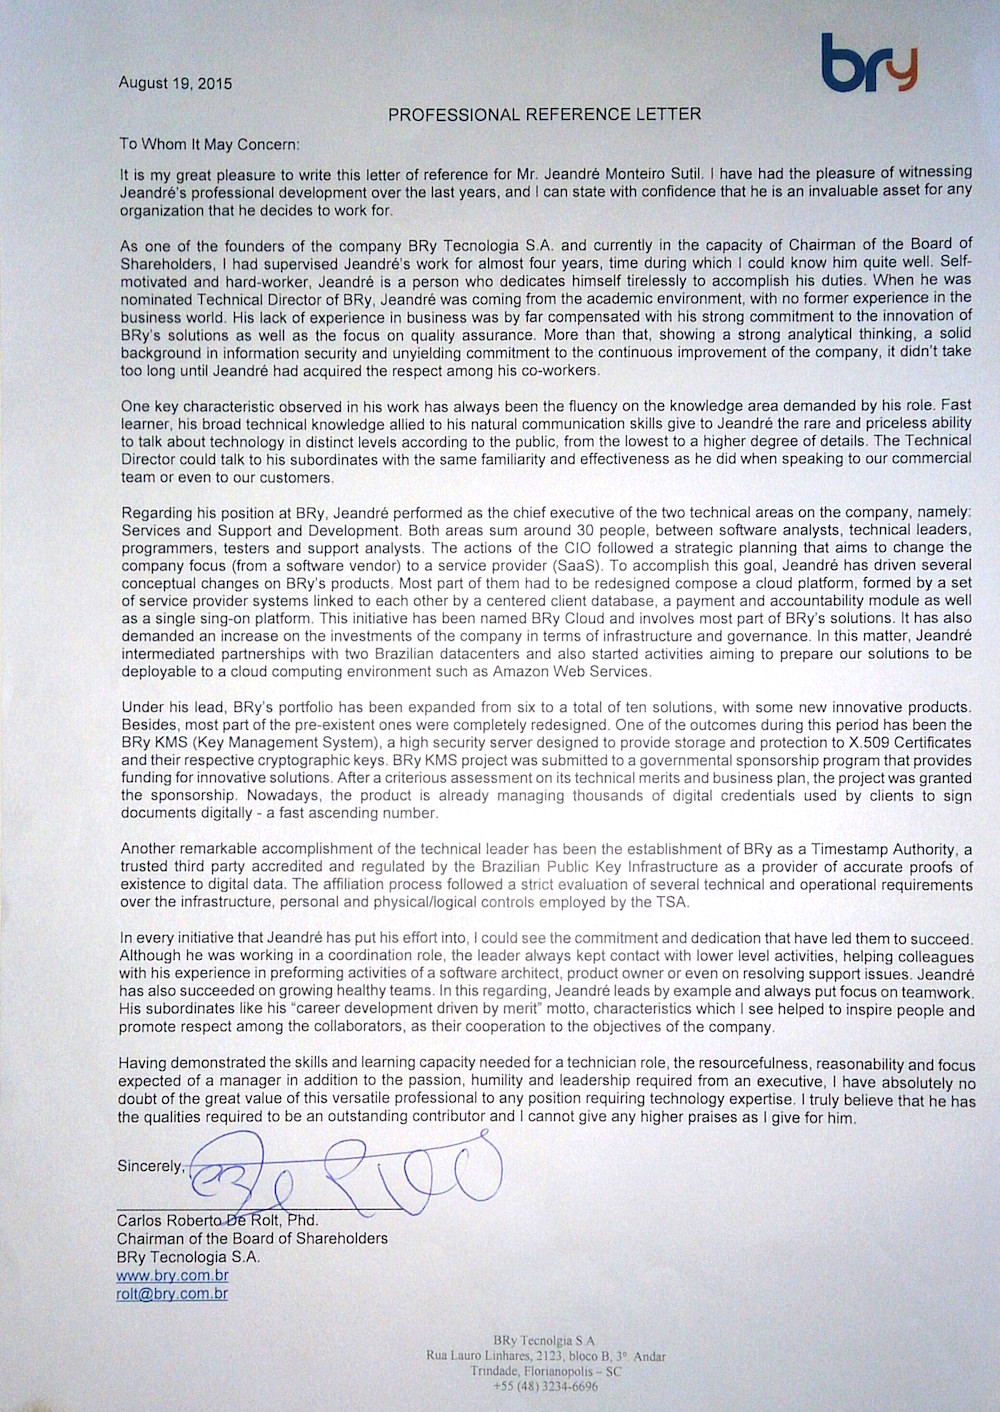 bry
August 19, 2015
PROFESSIONAL REFERENCE LETTER
To Whom It May Concern:
It is my great pleasure to write this letter of reference for Mr. Jeandré Monteiro Sutil. I have had the pleasure of witnessing
Jeandré's professional development over the last years, and I can state with confidence that he is an invaluable asset for any
organization that he decides to work for.
As one of the founders of the company BRy Tecnologia S.A. and currently in the capacity of Chairman of the Board of
Shareholders, I had supervised Jeandré's work for almost four years, time during which I could know him quite well. Self-
motivated and hard-worker, Jeandré is a person who dedicates himself tirelessly to accomplish his duties. When he was
nominated Technical Director of BRy, Jeandré was coming from the academic environment, with no former experience in the
business world. His lack of experience in business was by far compensated with his strong commitment to the innovation of
BRy's solutions as well as the focus on quality assurance. More than that, showing a strong analytical thinking, a solid
background in information security and unyielding commitment to the continuous improvement of the company, it didn't take
too long until Jeandré had acquired the respect among his co-workers.
One key characteristic observed in his work has always been the fluency on the knowledge area demanded by his role. Fast
learner, his broad technical knowledge allied to his natural communication skills give to Jeandré the rare and priceless ability
to talk about technology in distinct levels according to the public, from the lowest to a higher degree of details. The Technical
Director could talk to his subordinates with the same familiarity and effectiveness as he did when speaking to our commercial
team or even to our customers.
Regarding his position at BRy, Jeandré performed as the chief executive of the two technical areas on the company, namely:
Services and Support and Development. Both areas sum around 30 people, between software analysts, technical leaders,
programmers, testers and support analysts. The actions of the CIO followed a strategic planning that aims to change the
company focus (from a software vendor) to a service provider (SaaS). To accomplish this goal, Jeandré has driven several
conceptual changes on BRy's products. Most part of them had to be redesigned compose a cloud platform, formed by a set
of service provider systems linked to each other by a centered client database, a payment and accountability module as well
as a single sing-on platform. This initiative has been named BRy Cloud and involves most part of BRy's solutions. It has also
demanded an increase on the investments of the company in terms of infrastructure and governance. In this matter, Jeandré
intermediated partnerships with two Brazilian datacenters and also started activities aiming to prepare our solutions to be
deployable to a cloud computing environment such as Amazon Web Services.
Under his lead, BRy's portfolio has been expanded from six to a total of ten solutions, with some new innovative products.
Besides, most part of the pre-existent ones were completely redesigned. One of the outcomes during this period has been the
BRy KMS (Key Management System), a high security server designed to provide storage and protection to X.509 Certificates
and their respective cryptographic keys. BRy KMS project was submitted to a governmental sponsorship program that provides
funding for innovative solutions. After a criterious assessment on its technical merits and business plan, the project was granted
the sponsorship. Nowadays, the product is already managing thousands of digital credentials used by clients to sign
documents digitally - a fast ascending number.
Another remarkable accomplishment of the technical leader has been the establishment of BRy as a Timestamp Authority, a
trusted third party accredited and regulated by the Brazilian Public Key Infrastructure as a provider of accurate proofs of
existence to digital data. The affiliation process followed a strict evaluation of several technical and operational requirements
over the infrastructure, personal and physical/logical controls employed by the TSA.
In every initiative that Jeandré has put his effort into, I could see the commitment and dedication that have led them to succeed.
Although he was working in a coordination role, the leader always kept contact with lower level activities, helping colleagues
with his experience in preforming activities of a software architect, product owner or even on resolving support issues. Jeandré
has also succeeded on growing healthy teams. In this regarding, Jeandré leads by example and always put focus on teamwork.
His subordinates like his "career development driven by merit" motto, characteristics which I see helped to inspire people and
promote respect among the collaborators, as their cooperation to the objectives of the company.
Having demonstrated the skills and learning capacity needed for a technician role, the resourcefulness, reasonability and focus
expected of a manager in addition to the passion, humility and leadership required from an executive, I have absolutely no
doubt of the great value of this versatile professional to any position requiring technology expertise. I truly believe that he has
the qualities required to be an outstanding contributor and I cannot give any higher praises as I give for him.
Sincerely,
Carlos Roberto De Rolt, Phd.
Chairman of the Board of Shareholders
BRy Tecnologia S.A.
www.bry.com.br
rolt@bry.com.br
BRy Tecnolgia S.A
Rua Lauro Linhares, 2123, bloco B, 3º Andar
Trindade, Florianopolis – SC
+55 (48) 3234-6696